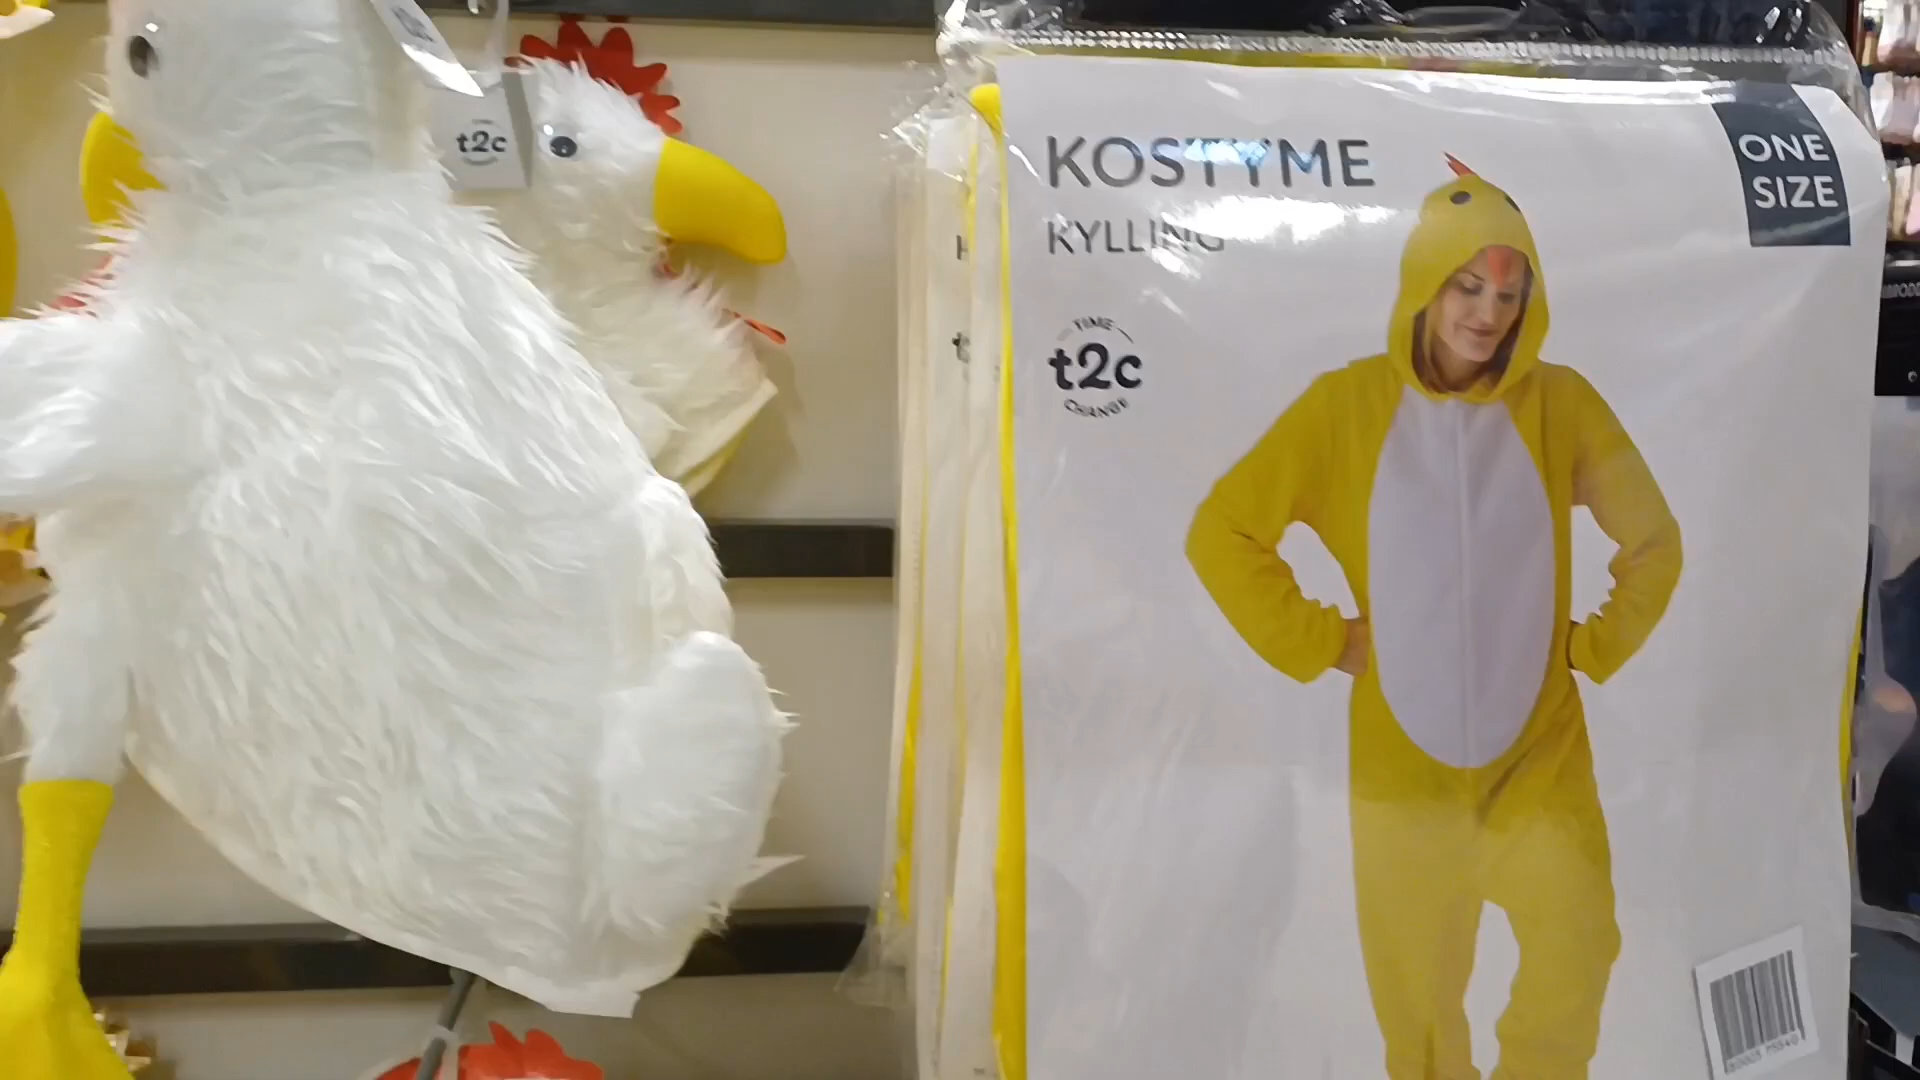 t2c
KOSTYME
KYLLING
ONE
SIZE
TIME
t2c
CHANGE